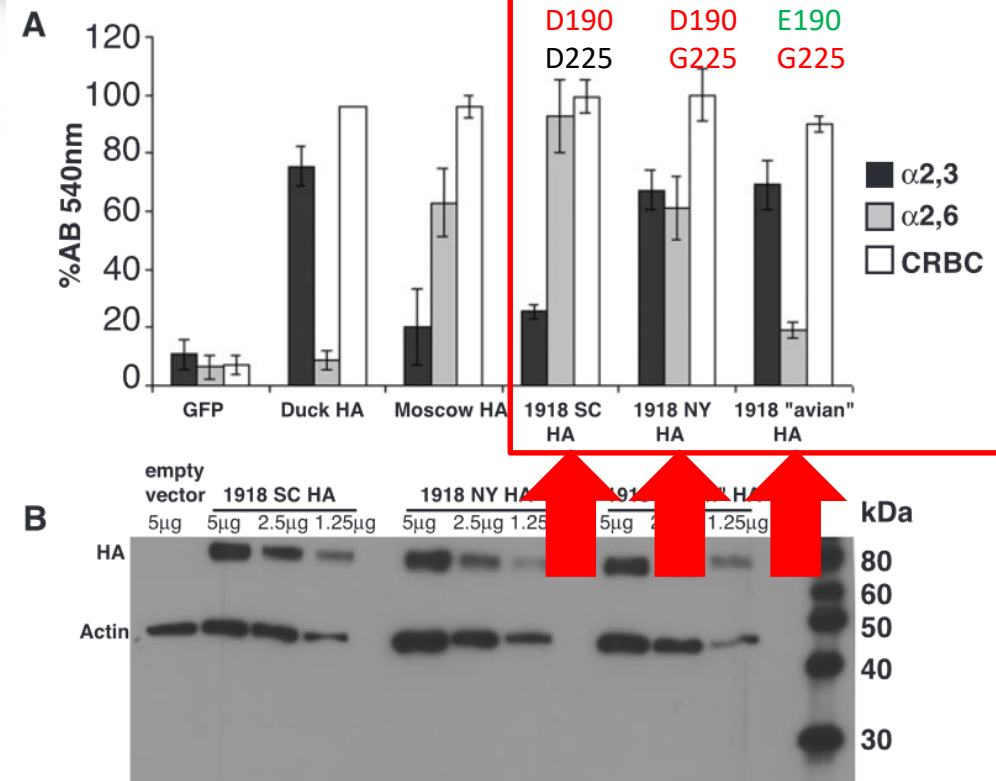 A
%AB 540nm
120
100
80
60
40
20
0
D190 D190 E190
D225 G225 G225
α2,3
α2,6
CRBC
GFP Duck HA Moscow HA 1918 SC HA 1918 NY HA 1918 "avian" HA
B
empty vector
1918 SC HA 1918 NY HA
5µg 5µg 2.5µg 1.25µg 5µg 2.5µg 5µg 1.25µg
kDa
HA
Actin
80
60
50
40
30